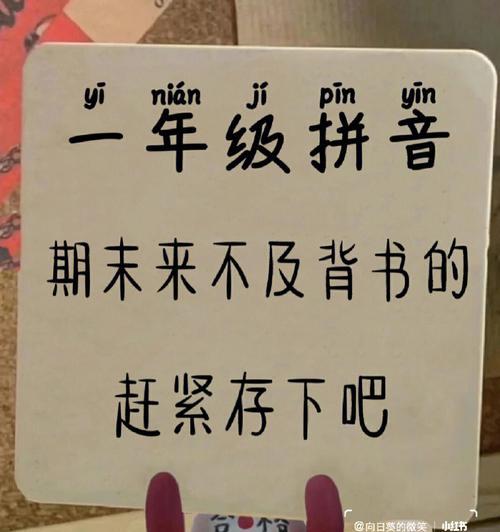 yī nián jí pīn yīn
一年级拼音
期末来不及背书的
赶紧存下吧
@向日葵的微笑 小红书